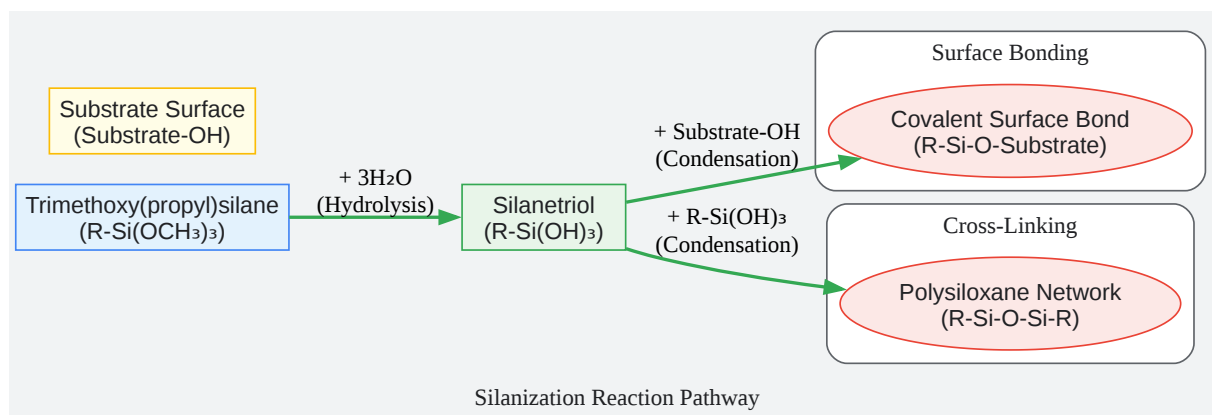 Substrate Surface
(Substrate-OH)
Trimethoxy(propyl)silane
(R-Si(OCH₃)₃)
+ 3H₂O
(Hydrolysis)
Silanetriol
(R-Si(OH)₃)
+ Substrate-OH
(Condensation)
+ R-Si(OH)₃
(Condensation)
Surface Bonding
Covalent Surface Bond
(R-Si-O-Substrate)
Cross-Linking
Polysiloxane Network
(R-Si-O-Si-R)
Silanization Reaction Pathway